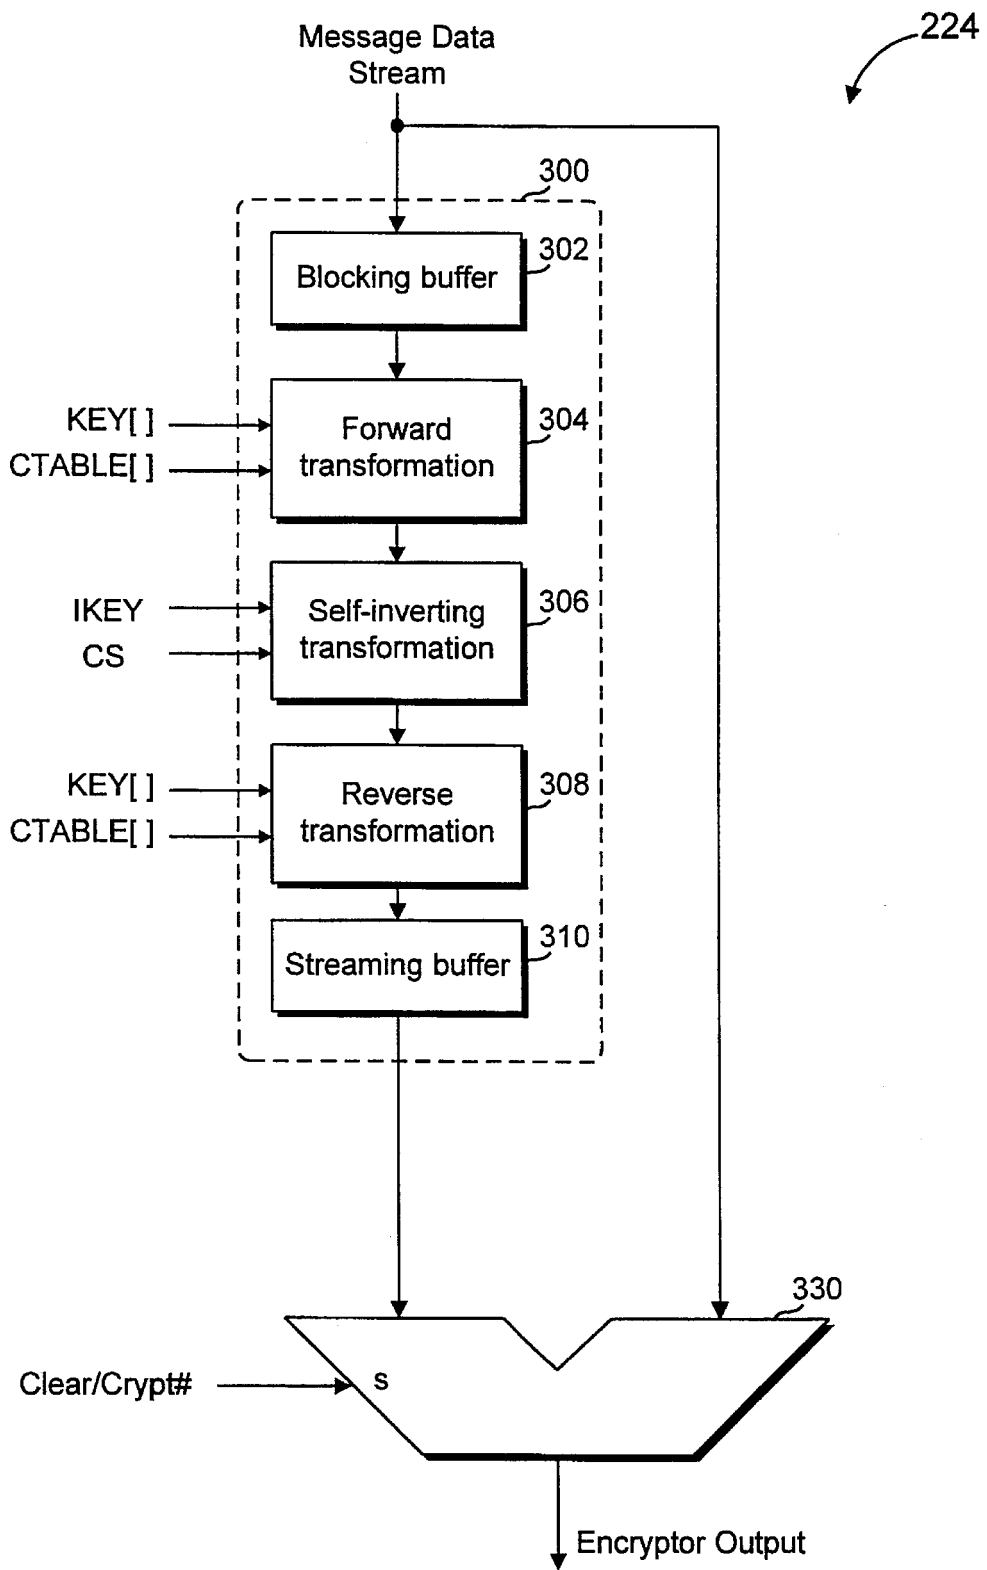 224
Message Data
Stream
300
302
Blocking buffer
KEY[ ]
CTABLE[ ]
304
Forward
transformation
IKEY
CS
306
Self-inverting
transformation
KEY[ ]
CTABLE[ ]
308
Reverse
transformation
310
Streaming buffer
330
Clear/Crypt#
s
Encryptor Output